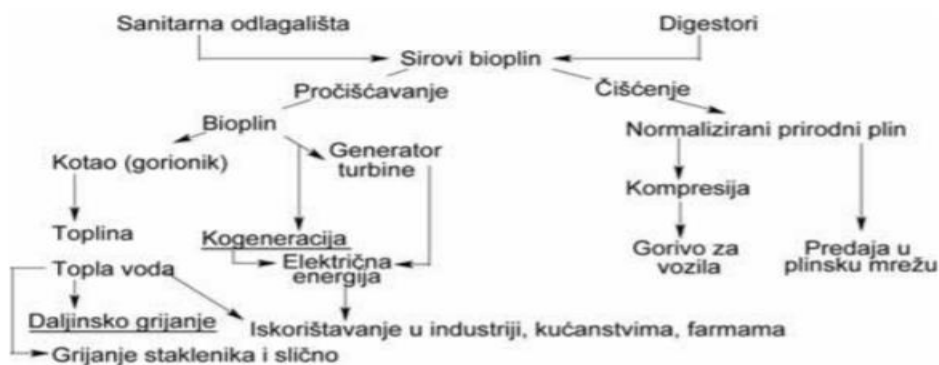 Sanitarna odlagališta
Digestori
Sirovi bioplin
Pročišćavanje
Čišćenje
Bioplin
Normalizirani prirodni plin
Kotao (gorionik)
Generator
turbine
Kompresija
Toplina
Kogeneracija
Gorivo za
vozila
Predaja u
plinsku mrežu
Topla voda
Električna
energija
Daljinsko grijanje
Iskorištavanje u industriji, kućanstvima, farmama
Grijanje staklenika i slično